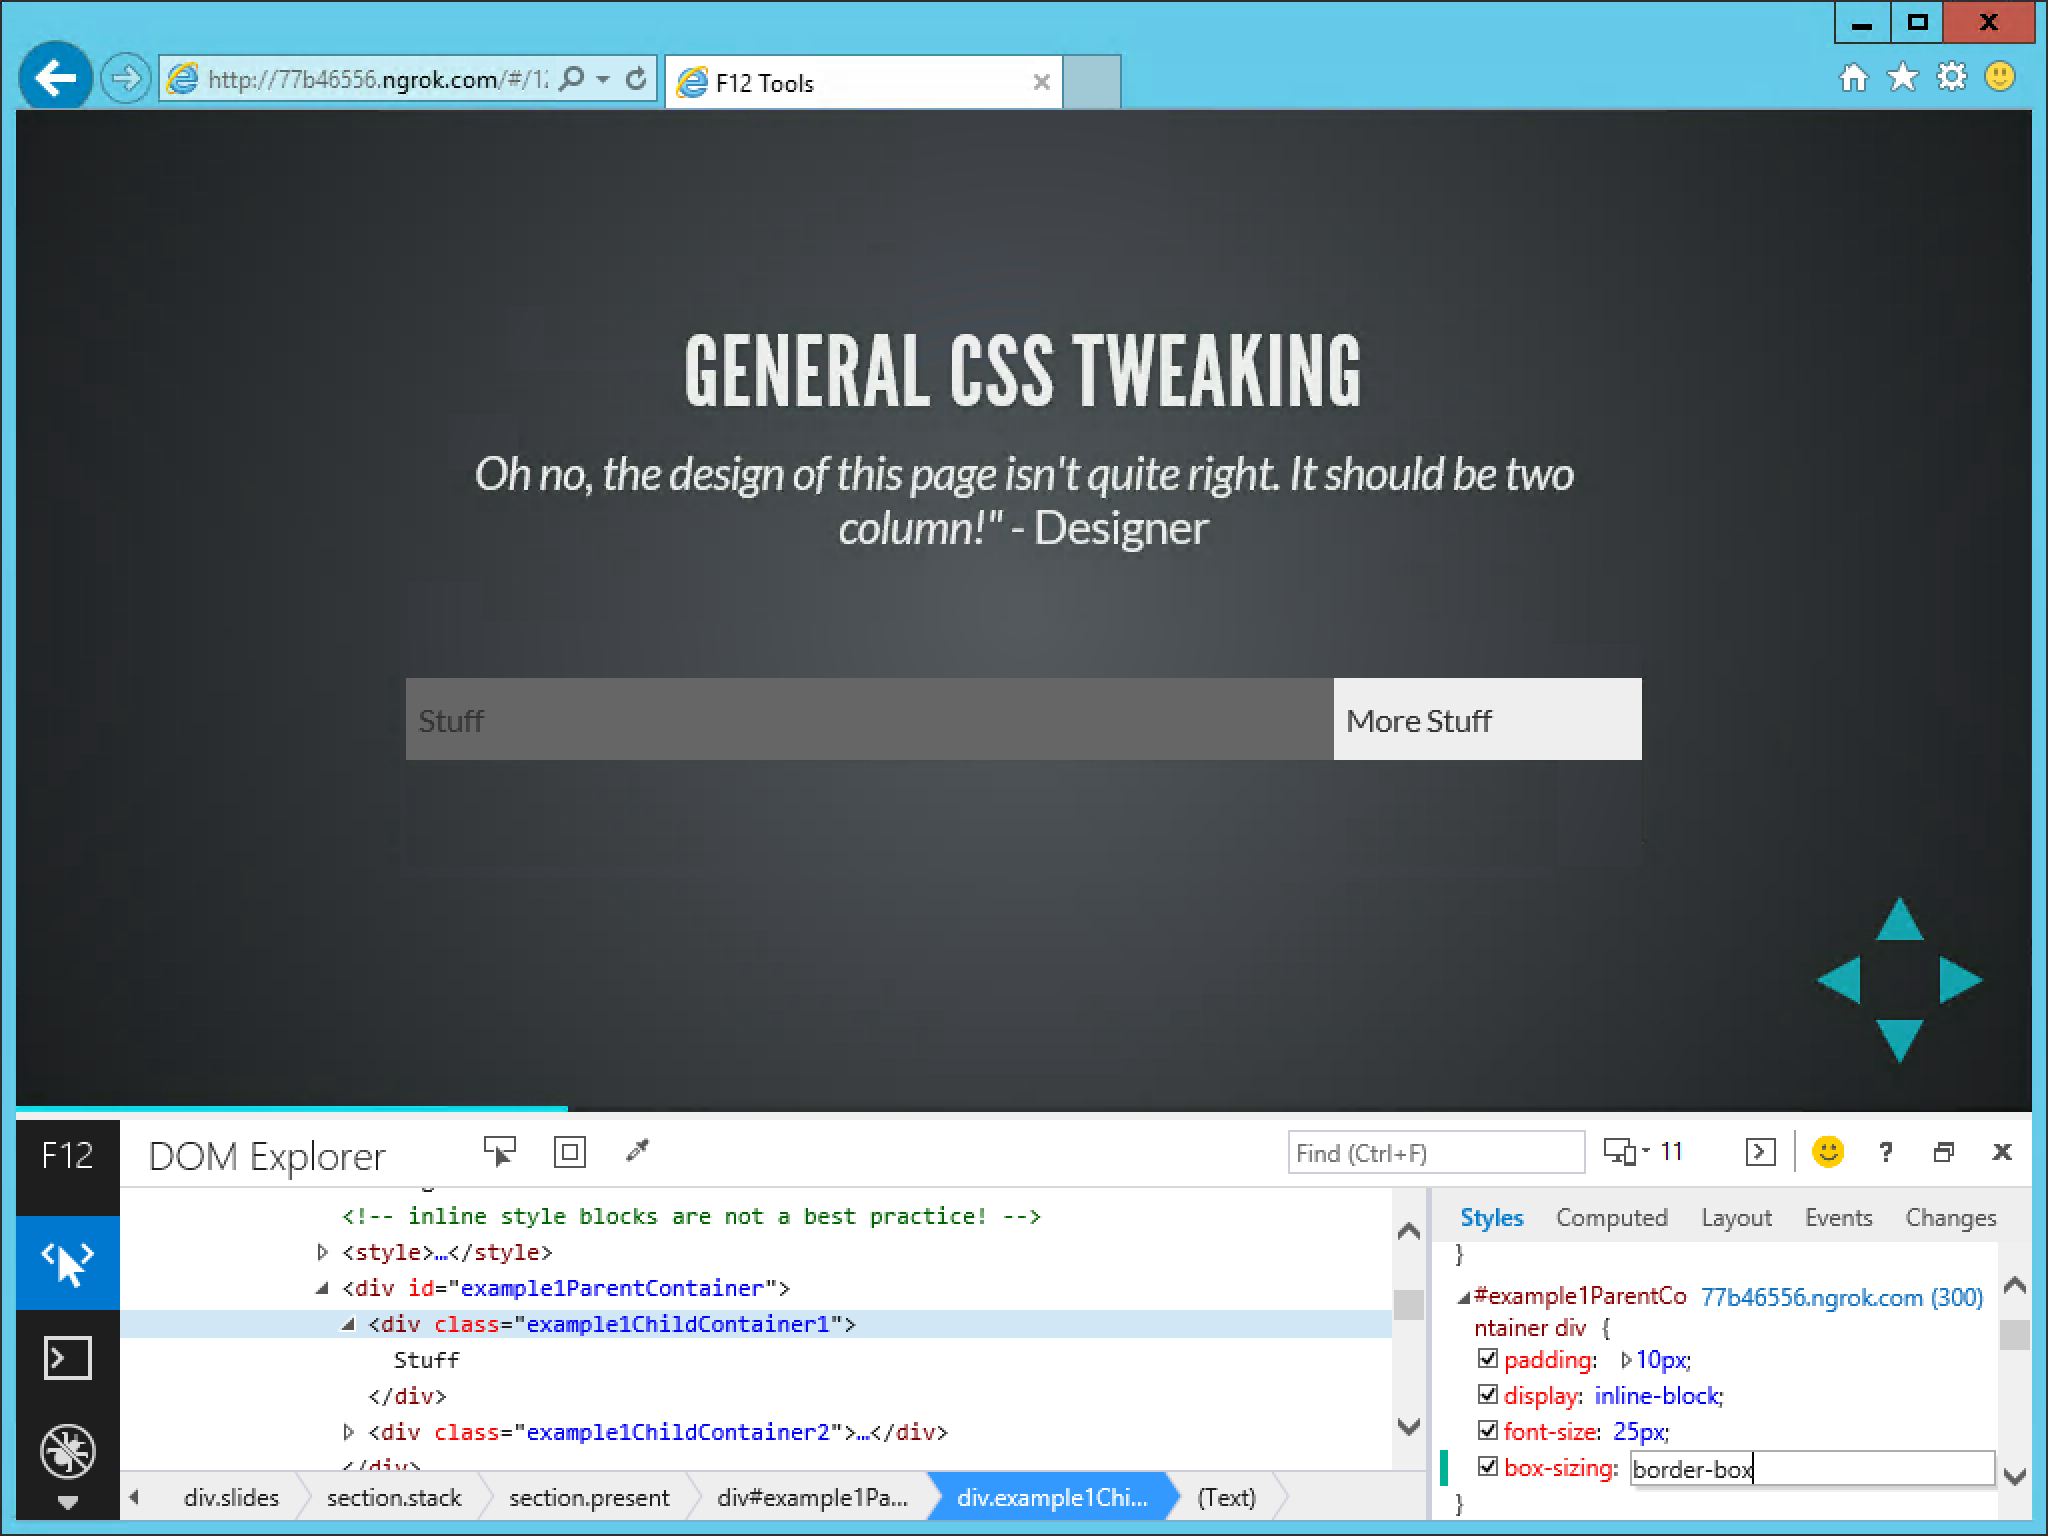 http://77b46556.ngrok.com/#/1
F12 Tools
GENERAL CSS TWEAKING
Oh no, the design of this page isn't quite right. It should be two
column!" - Designer
Stuff
More Stuff
F12
DOM Explorer
Find (Ctrl+F)
11
?
<!-- inline style blocks are not a best practice! -->
<style>…</style>
<div id="example1ParentContainer">
<div class="example1ChildContainer1">
Stuff
</div>
<div class="example1ChildContainer2">…</div>
</div>
div.slides
section.stack
section.present
div#example1Pa...
div.example1Chi...
(Text)
Styles Computed Layout Events Changes
}
#example1ParentCo 77b46556.ngrok.com (300)
ntainer div {
padding: 10px;
display: inline-block;
font-size: 25px;
box-sizing: border-box
}